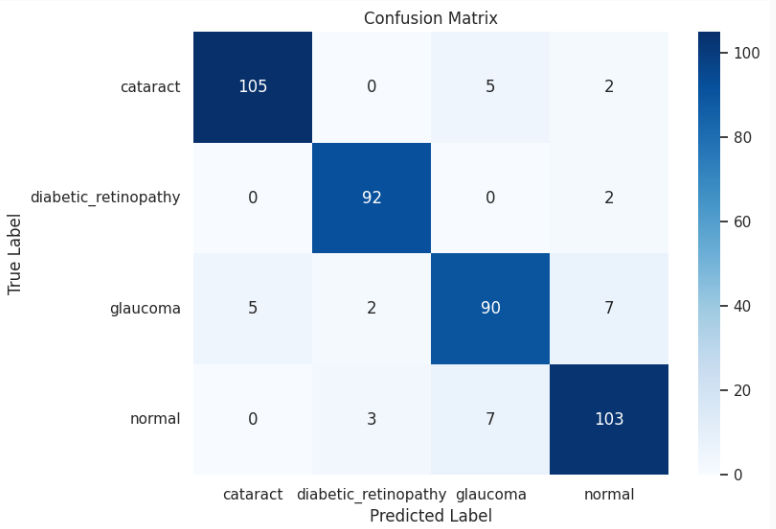 Confusion Matrix
cataract 105 0 5 2
diabetic_retinopathy 0 92 0 2
glaucoma 5 2 90 7
normal 0 3 7 103
cataract diabetic_retinopathy glaucoma normal
True Label
Predicted Label
100
80
60
40
20
0